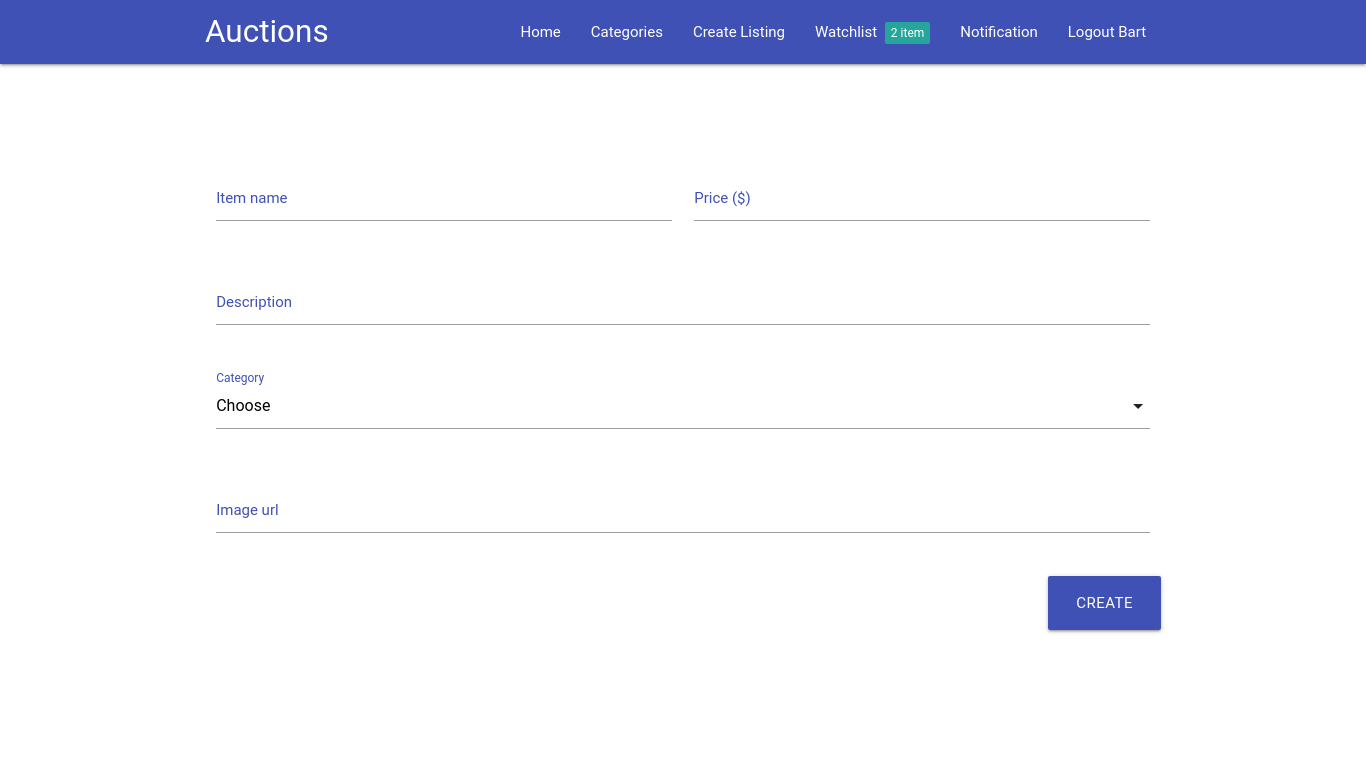 Auctions Home Categories Create Listing Watchlist 2 item Notification Logout Bart
Item name Price ($)
Description
Category
Choose
Image url
CREATE